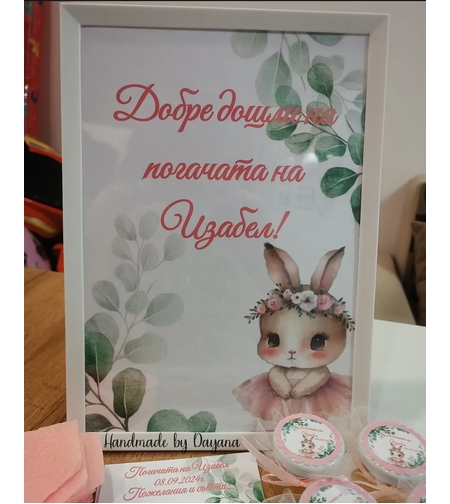 Добре дошли на
погачата на
Изабел!
Handmade by Dayana
Погачата на Изабел
08.09.2024г.
Пожелания и съвети